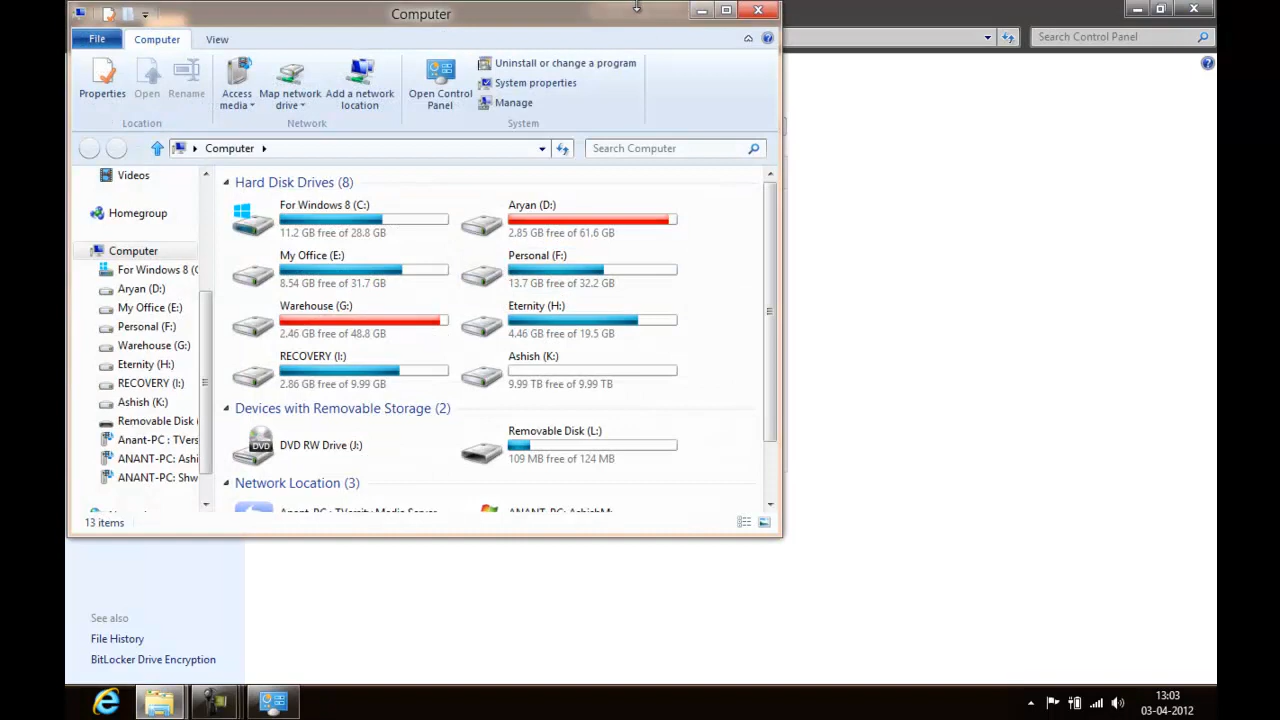 Computer
File
Computer
View
Search Control Panel
Properties
Open
Rename
Access media
Map network drive
Add a network location
Open Control Panel
Uninstall or change a program
System properties
Manage
Location
Network
System
Computer
Search Computer
Videos
Homegroup
Computer
For Windows 8 (C
Aryan (D:)
My Office (E:)
Personal (F:)
Warehouse (G:)
Eternity (H:)
RECOVERY (I:)
Ashish (K:)
Removable Disk (
Anant-PC : TVers
ANANT-PC: Ashi
ANANT-PC: Shw
Hard Disk Drives (8)
For Windows 8 (C:)
11.2 GB free of 28.8 GB
Aryan (D:)
2.85 GB free of 61.6 GB
My Office (E:)
8.54 GB free of 31.7 GB
Personal (F:)
13.7 GB free of 32.2 GB
Warehouse (G:)
2.46 GB free of 48.8 GB
Eternity (H:)
4.46 GB free of 19.5 GB
RECOVERY (I:)
2.86 GB free of 9.99 GB
Ashish (K:)
9.99 TB free of 9.99 TB
Devices with Removable Storage (2)
DVD
DVD RW Drive (J:)
Removable Disk (L:)
109 MB free of 124 MB
Network Location (3)
Anant-PC : TVersity Media Server
ANANT-PC:
13 items
See also
File History
BitLocker Drive Encryption
13:03
03-04-2012